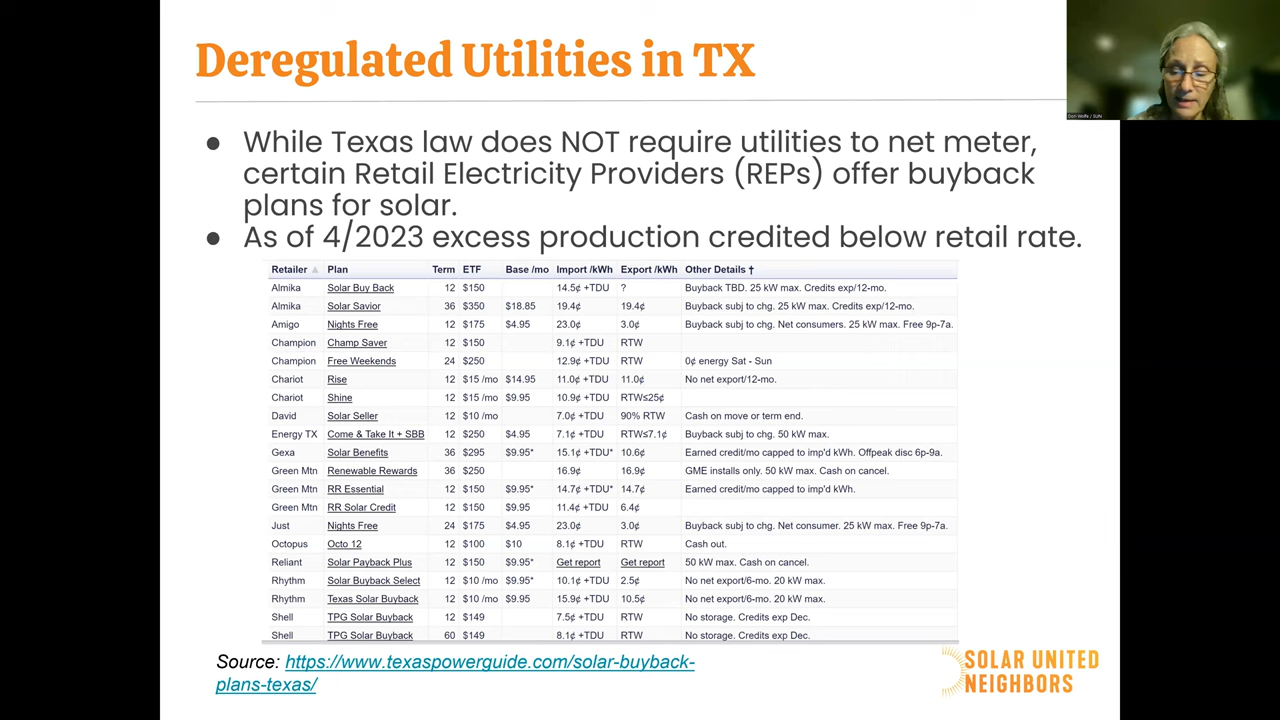 Deregulated Utilities in TX
Dori Wolfe / SUN
● While Texas law does NOT require utilities to net meter,
certain Retail Electricity Providers (REPs) offer buyback
plans for solar.
● As of 4/2023 excess production credited below retail rate.
Retailer ▲ Plan Term ETF Base /mo Import /kWh Export /kWh Other Details †
Almika Solar Buy Back 12 $150 14.5¢ +TDU ? Buyback TBD. 25 kW max. Credits exp/12-mo.
Almika Solar Savior 36 $350 $18.85 19.4¢ 19.4¢ Buyback subj to chg. 25 kW max. Credits exp/12-mo.
Amigo Nights Free 12 $175 $4.95 23.0¢ 3.0¢ Buyback subj to chg. Net consumers. 25 kW max. Free 9p-7a.
Champion Champ Saver 12 $150 9.1¢ +TDU RTW
Champion Free Weekends 24 $250 12.9¢ +TDU RTW 0¢ energy Sat - Sun
Chariot Rise 12 $15 /mo $14.95 11.0¢ +TDU 11.0¢ No net export/12-mo.
Chariot Shine 12 $15 /mo $9.95 10.9¢ +TDU RTW≤25¢
David Solar Seller 12 $10 /mo 7.0¢ +TDU 90% RTW Cash on move or term end.
Energy TX Come & Take It + SBB 12 $250 $4.95 7.1¢ +TDU RTW≤7.1¢ Buyback subj to chg. 50 kW max.
Gexa Solar Benefits 36 $295 $9.95* 15.1¢ +TDU* 10.6¢ Earned credit/mo capped to imp'd kWh. Offpeak disc 6p-9a.
Green Mtn Renewable Rewards 36 $250 16.9¢ 16.9¢ GME installs only. 50 kW max. Cash on cancel.
Green Mtn RR Essential 12 $150 $9.95* 14.7¢ +TDU* 14.7¢ Earned credit/mo capped to imp'd kWh.
Green Mtn RR Solar Credit 12 $150 $9.95 11.4¢ +TDU 6.4¢
Just Nights Free 24 $175 $4.95 23.0¢ 3.0¢ Buyback subj to chg. Net consumer. 25 kW max. Free 9p-7a.
Octopus Octo 12 12 $100 $10 8.1¢ +TDU RTW Cash out.
Reliant Solar Payback Plus 12 $150 $9.95* Get report Get report 50 kW max. Cash on cancel.
Rhythm Solar Buyback Select 12 $10 /mo $9.95* 10.1¢ +TDU 2.5¢ No net export/6-mo. 20 kW max.
Rhythm Texas Solar Buyback 12 $10 /mo $9.95 15.9¢ +TDU 10.5¢ No net export/6-mo. 20 kW max.
Shell TPG Solar Buyback 12 $149 7.5¢ +TDU RTW No storage. Credits exp Dec.
Shell TPG Solar Buyback 60 $149 8.1¢ +TDU RTW No storage. Credits exp Dec.
Source: https://www.texaspowerguide.com/solar-buyback-
plans-texas/
SOLAR UNITED
NEIGHBORS